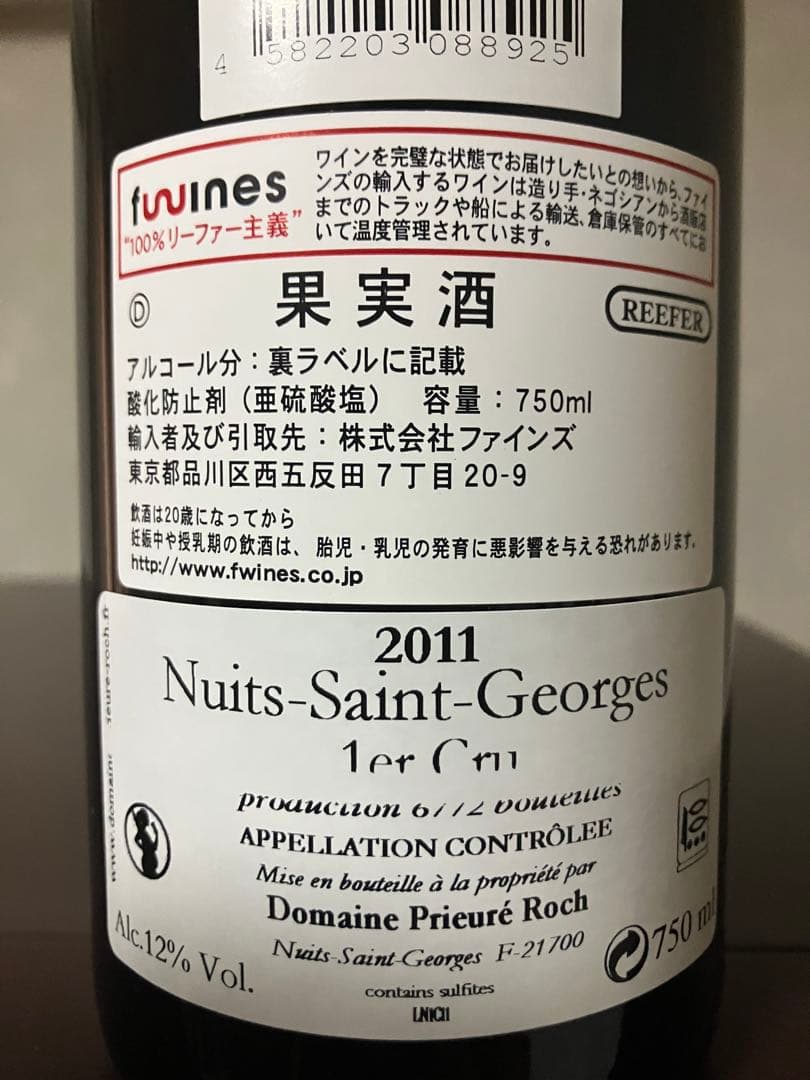 4 582203 088925
fwines
"100%リーファー主義"
ワインを完璧な状態でお届けしたいとの想いから、ファイ
ンズの輸入するワインは造り手・ネゴシアンから酒販店
までのトラックや船による輸送、倉庫保管のすべてにお
いて温度管理されています。
D
果実酒
REEFER
アルコール分：裏ラベルに記載
酸化防止剤（亜硫酸塩） 容量：750ml
輸入者及び引取先：株式会社ファインズ
東京都品川区西五反田7丁目20-9
飲酒は20歳になってから
妊娠中や授乳期の飲酒は、胎児・乳児の発育に悪影響を与える恐れがあります。
http://www.fwines.co.jp
2011
Nuits-Saint-Georges
1er Cru
production 6772 bouteilles
APPELLATION CONTRÔLEE
Mise en bouteille à la propriété par
Domaine Prieuré Roch
Nuits-Saint-Georges F-21700
Alc.12% Vol.
750 ml
contains sulfites